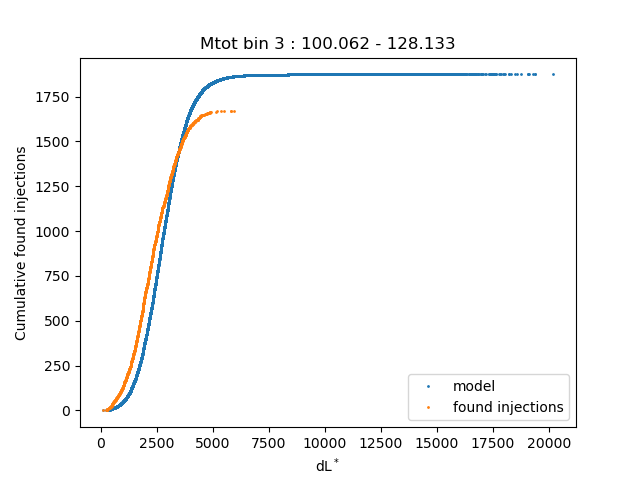 Mtot bin 3 : 100.062 - 128.133
Cumulative found injections
1750
1500
1250
1000
750
500
250
0
0 2500 5000 7500 10000 12500 15000 17500 20000
dL*
model
found injections